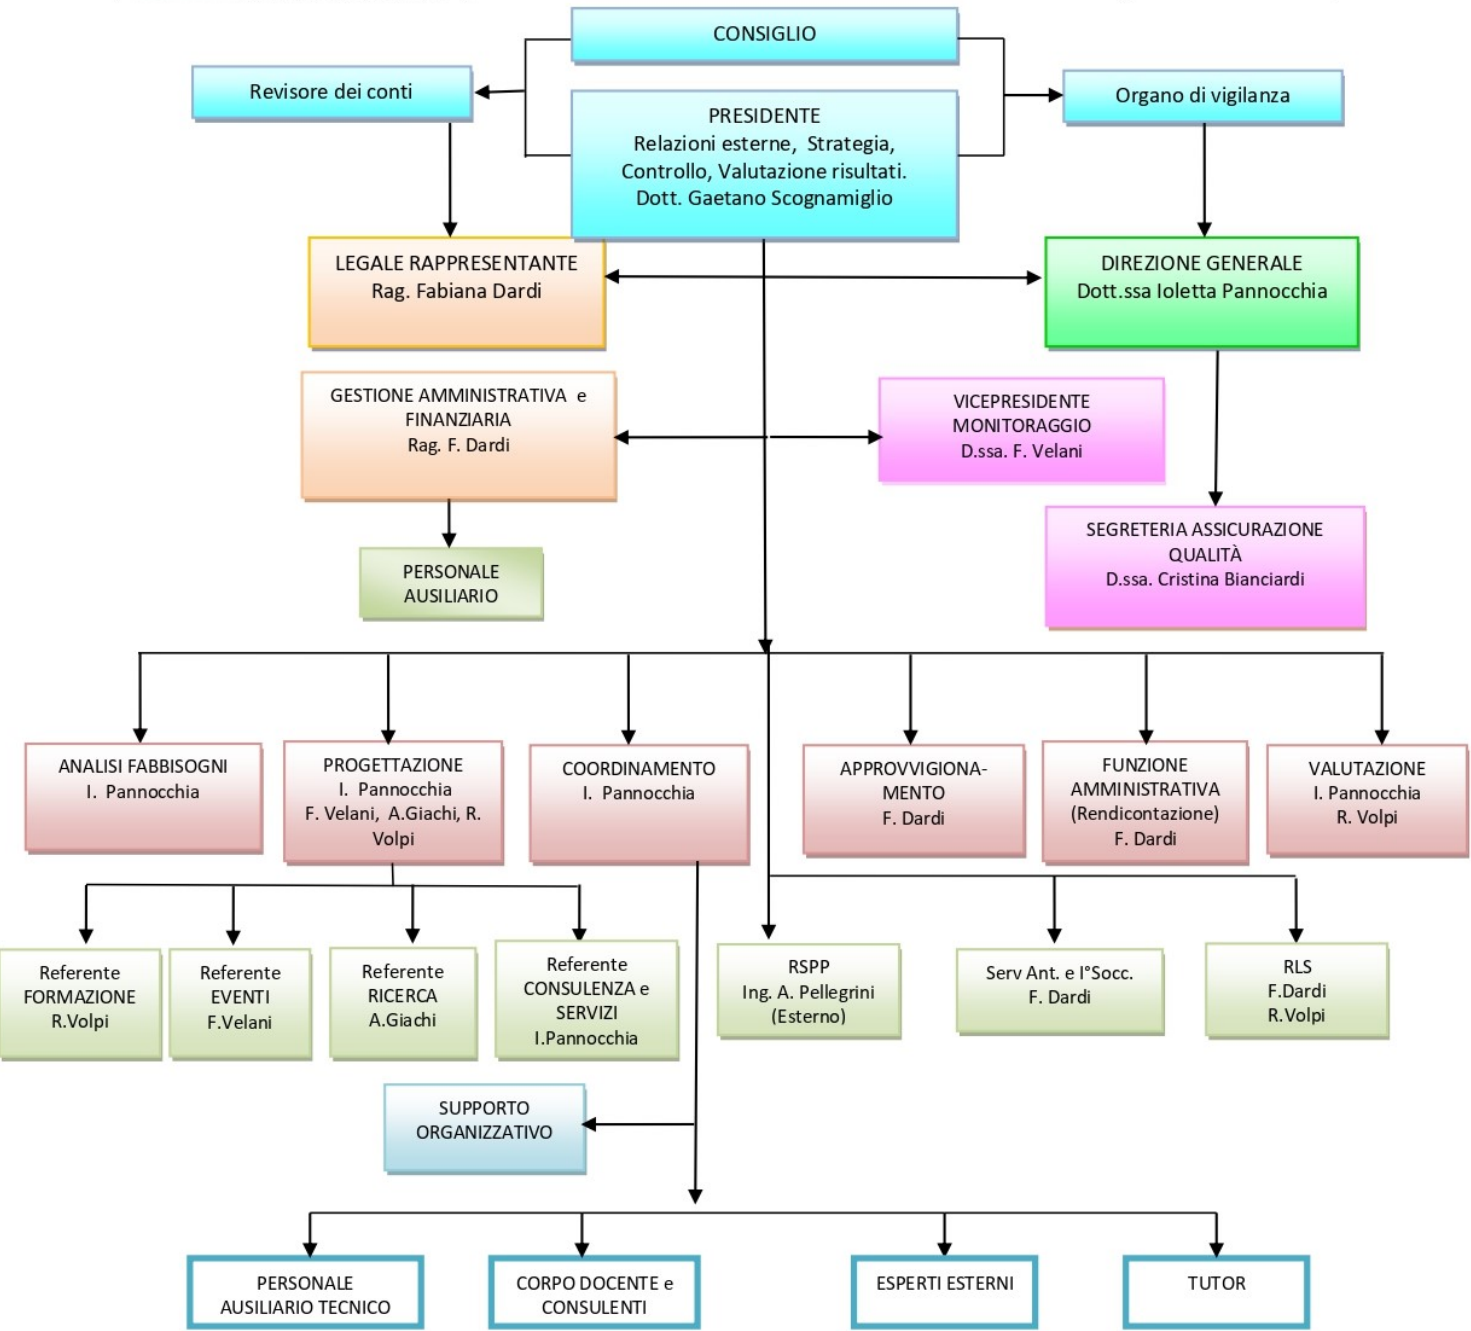 CONSIGLIO
Revisore dei conti
Organo di vigilanza
PRESIDENTE
Relazioni esterne, Strategia,
Controllo, Valutazione risultati.
Dott. Gaetano Scognamiglio
LEGALE RAPPRESENTANTE
Rag. Fabiana Dardi
DIREZIONE GENERALE
Dott.ssa Ioletta Pannocchia
GESTIONE AMMINISTRATIVA e
FINANZIARIA
Rag. F. Dardi
VICEPRESIDENTE
MONITORAGGIO
D.ssa. F. Velani
SEGRETERIA ASSICURAZIONE
QUALITÀ
D.ssa. Cristina Bianciardi
PERSONALE
AUSILIARIO
ANALISI FABBISOGNI
I. Pannocchia
PROGETTAZIONE
I. Pannocchia
F. Velani, A.Giachi, R.
Volpi
COORDINAMENTO
I. Pannocchia
APPROVVIGIONA-
MENTO
F. Dardi
FUNZIONE
AMMINISTRATIVA
(Rendicontazione)
F. Dardi
VALUTAZIONE
I. Pannocchia
R. Volpi
Referente
FORMAZIONE
R.Volpi
Referente
EVENTI
F.Velani
Referente
RICERCA
A.Giachi
Referente
CONSULENZA e
SERVIZI
I.Pannocchia
RSPP
Ing. A. Pellegrini
(Esterno)
Serv Ant. e I°Socc.
F. Dardi
RLS
F.Dardi
R.Volpi
SUPPORTO
ORGANIZZATIVO
PERSONALE
AUSILIARIO TECNICO
CORPO DOCENTE e
CONSULENTI
ESPERTI ESTERNI
TUTOR